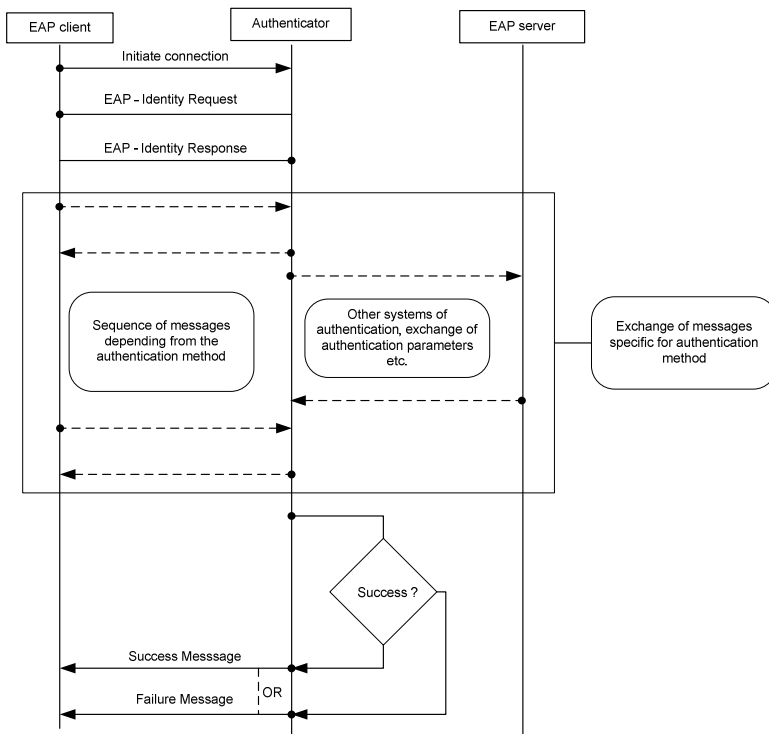 EAP client
Authenticator
EAP server
Initiate connection
EAP - Identity Request
EAP - Identity Response
Sequence of messages
depending from the
authentication method
Other systems of
authentication, exchange of
authentication parameters
etc.
Exchange of messages
specific for authentication
method
Success ?
Success Messsage
OR
Failure Message